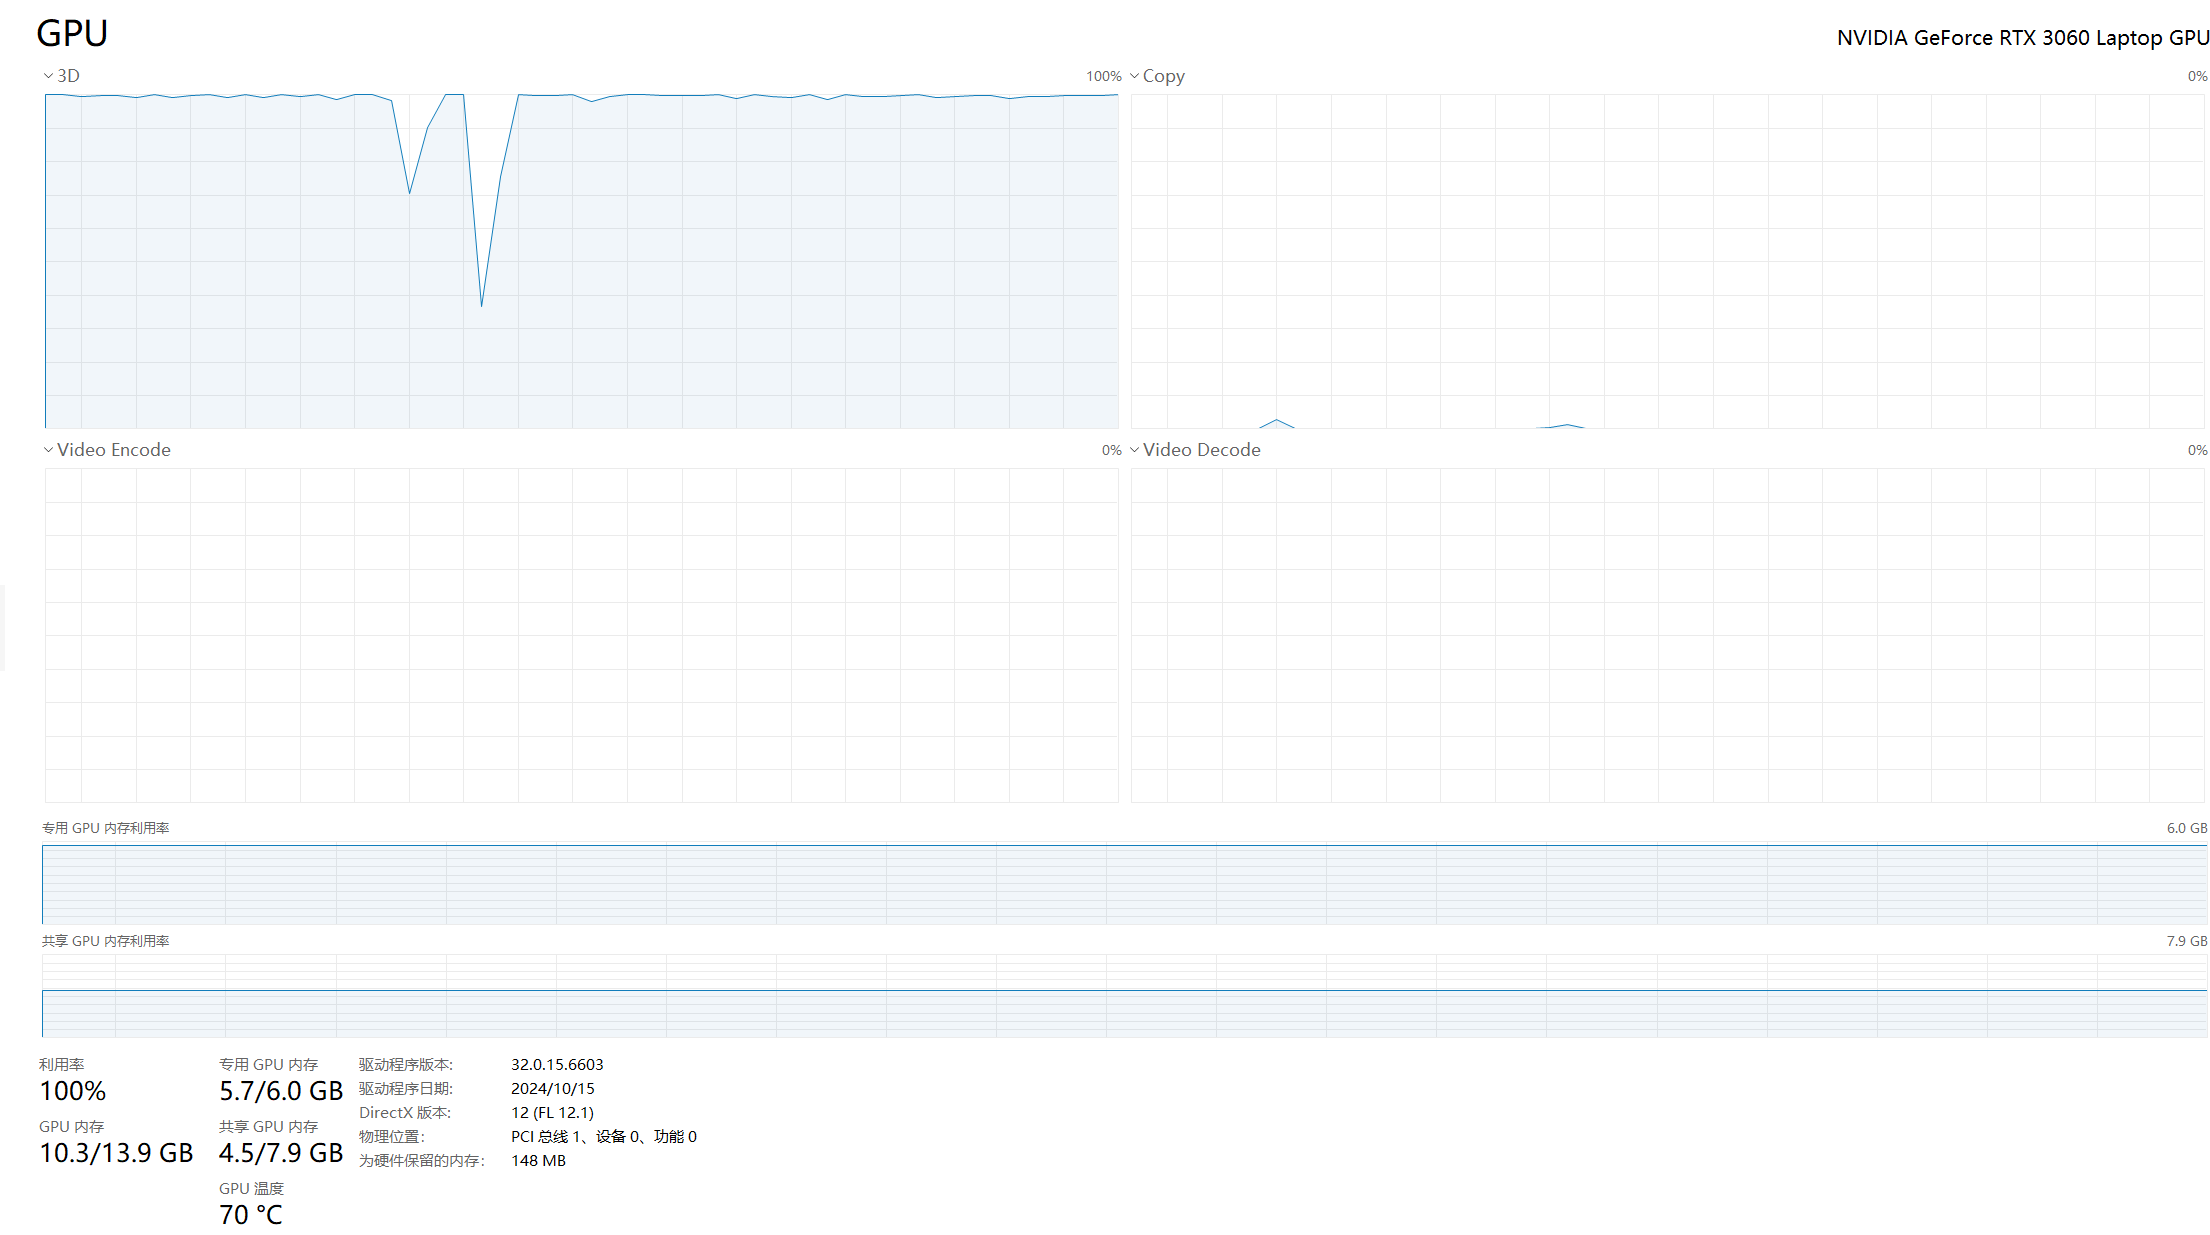 GPU
NVIDIA GeForce RTX 3060 Laptop GPU
3D
100%
Copy
0%
Video Encode
0%
Video Decode
0%
专用 GPU 内存利用率
6.0 GB
共享 GPU 内存利用率
7.9 GB
利用率
100%
专用 GPU 内存
5.7/6.0 GB
GPU 内存
10.3/13.9 GB
共享 GPU 内存
4.5/7.9 GB
GPU 温度
70 °C
驱动程序版本: 32.0.15.6603
驱动程序日期: 2024/10/15
DirectX 版本: 12 (FL 12.1)
物理位置: PCI 总线 1、设备 0、功能 0
为硬件保留的内存: 148 MB